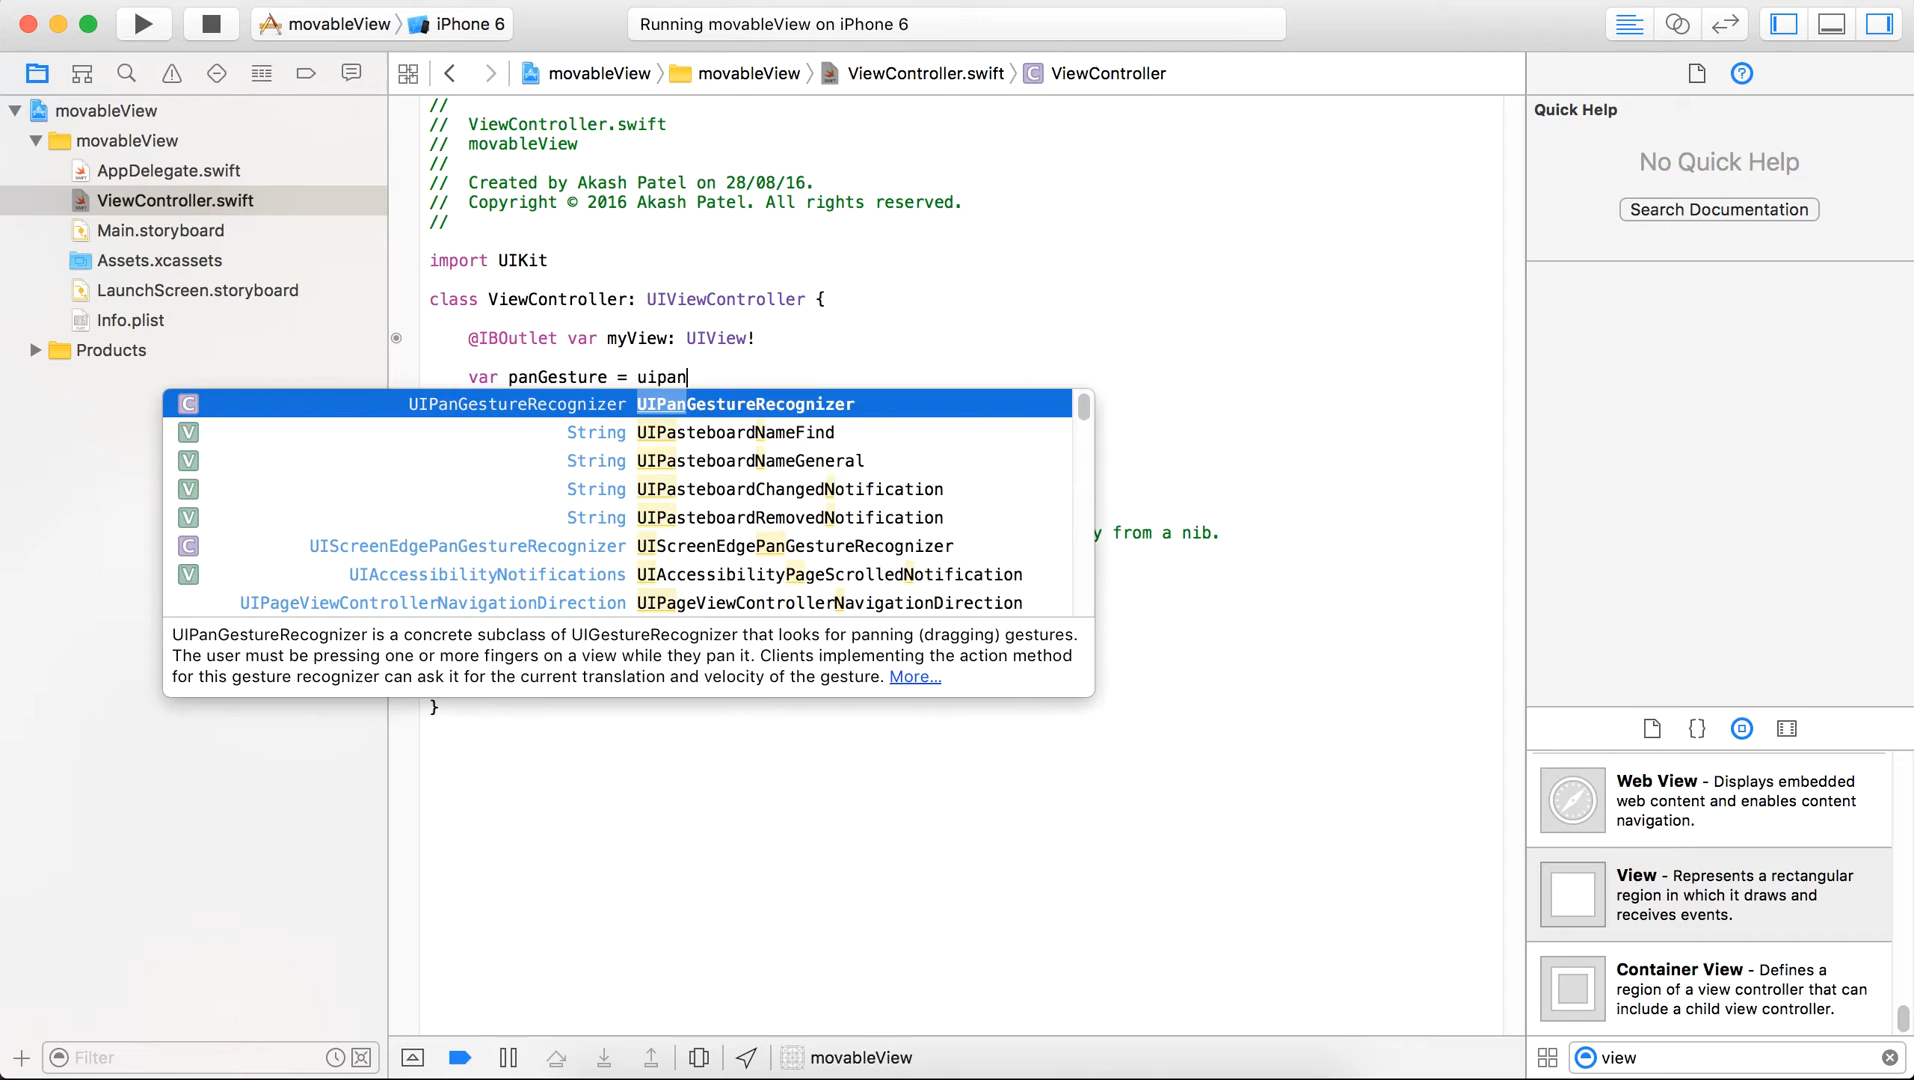 movableView
iPhone 6
Running movableView on iPhone 6
movableView
movableView
ViewController.swift
ViewController
movableView
movableView
AppDelegate.swift
ViewController.swift
Main.storyboard
Assets.xcassets
LaunchScreen.storyboard
Info.plist
Products
//
// ViewController.swift
// movableView
//
// Created by Akash Patel on 28/08/16.
// Copyright © 2016 Akash Patel. All rights reserved.
//
import UIKit
class ViewController: UIViewController {
@IBOutlet var myView: UIView!
var panGesture = uipan
C UIPanGestureRecognizer UIPanGestureRecognizer
V String UIPasteboardNameFind
V String UIPasteboardNameGeneral
V String UIPasteboardChangedNotification
V String UIPasteboardRemovedNotification
y from a nib.
C UIScreenEdgePanGestureRecognizer UIScreenEdgePanGestureRecognizer
V UIAccessibilityNotifications UIAccessibilityPageScrolledNotification
UIPageViewControllerNavigationDirection UIPageViewControllerNavigationDirection
UIPanGestureRecognizer is a concrete subclass of UIGestureRecognizer that looks for panning (dragging) gestures.
The user must be pressing one or more fingers on a view while they pan it. Clients implementing the action method
for this gesture recognizer can ask it for the current translation and velocity of the gesture. More...
}
Quick Help
No Quick Help
Search Documentation
Web View - Displays embedded
web content and enables content
navigation.
View - Represents a rectangular
region in which it draws and
receives events.
Container View - Defines a
region of a view controller that can
include a child view controller.
Filter
movableView
view